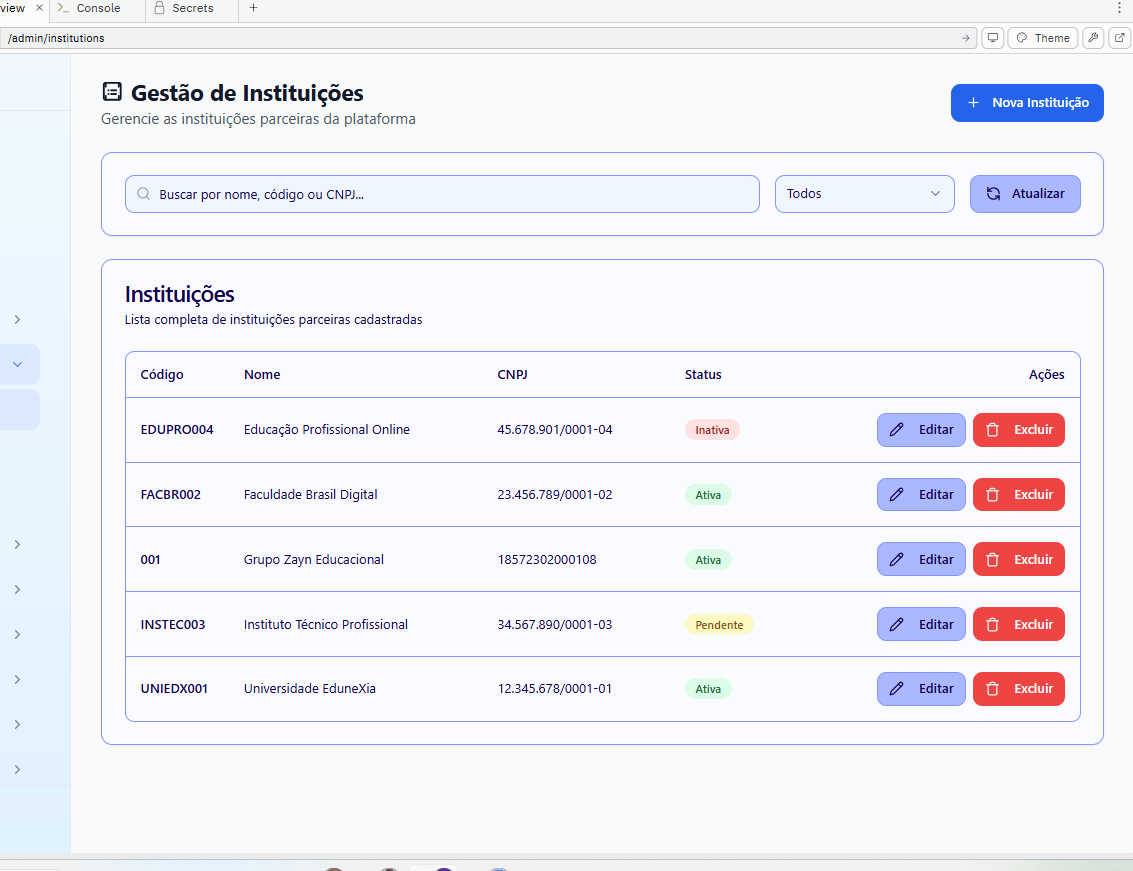 view × Console Secrets +
/admin/institutions Theme
Gestão de Instituições
Gerencie as instituições parceiras da plataforma
+ Nova Instituição
Buscar por nome, código ou CNPJ... Todos Atualizar
Instituições
Lista completa de instituições parceiras cadastradas
Código Nome CNPJ Status Ações
EDUPRO004 Educação Profissional Online 45.678.901/0001-04 Inativa Editar Excluir
FACBR002 Faculdade Brasil Digital 23.456.789/0001-02 Ativa Editar Excluir
001 Grupo Zayn Educacional 18572302000108 Ativa Editar Excluir
INSTEC003 Instituto Técnico Profissional 34.567.890/0001-03 Pendente Editar Excluir
UNIEDX001 Universidade EduneXia 12.345.678/0001-01 Ativa Editar Excluir